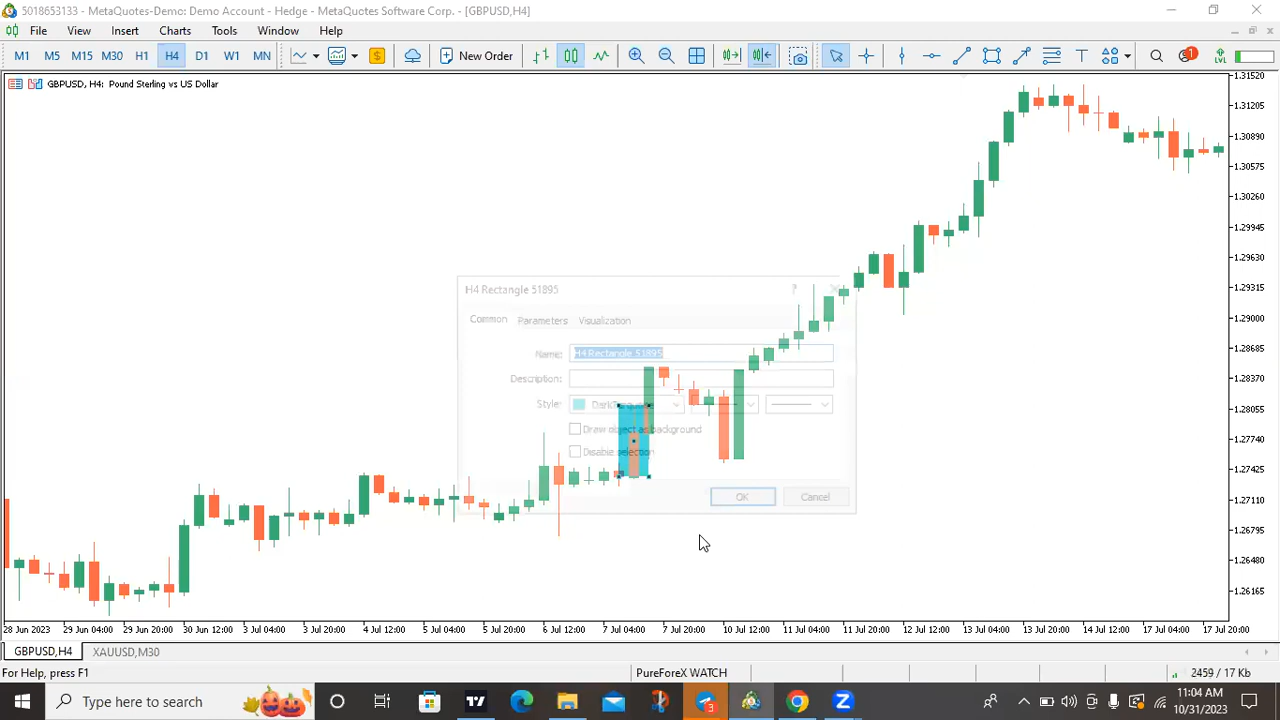 5018653133 - MetaQuotes-Demo: Demo Account - Hedge - MetaQuotes Software Corp. - [GBPUSD,H4]
File View Insert Charts Tools Window Help
M1 M5 M15 M30 H1 H4 D1 W1 MN $ New Order T 1 LVL
GBPUSD, H4: Pound Sterling vs US Dollar
1.31520
1.31205
1.30890
1.30575
1.30260
1.29945
1.29630
1.29315
1.29000
1.28685
1.28370
1.28055
1.27740
1.27425
1.27110
1.26795
1.26480
1.26165
H4 Rectangle 51895 ?
Common Parameters Visualization
Name: H4 Rectangle 51895
Description:
Style:
Draw object as background
Disable selection
OK Cancel
28 Jun 2023 29 Jun 04:00 29 Jun 20:00 30 Jun 12:00 3 Jul 04:00 3 Jul 20:00 4 Jul 12:00 5 Jul 04:00 5 Jul 20:00 6 Jul 12:00 7 Jul 04:00 7 Jul 20:00 10 Jul 12:00 11 Jul 04:00 11 Jul 20:00 12 Jul 12:00 13 Jul 04:00 13 Jul 20:00 14 Jul 12:00 17 Jul 04:00 17 Jul 20:00
GBPUSD,H4 XAUUSD,M30
For Help, press F1 PureForeX WATCH 2459 / 17 Kb
Type here to search 3 11:04 AM
10/31/2023